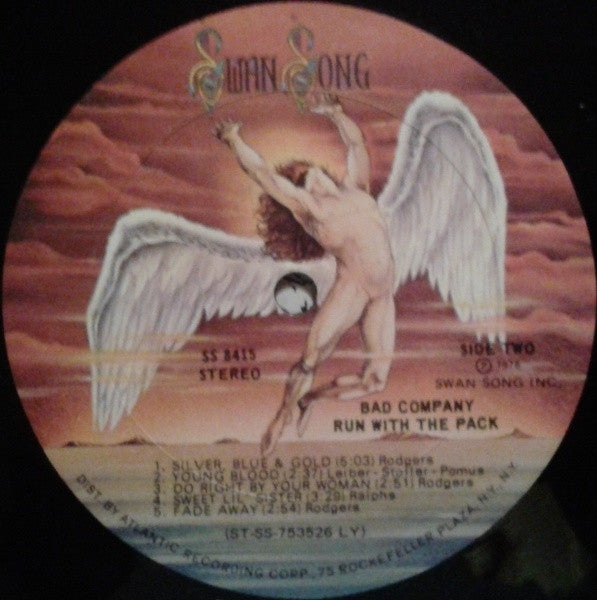 SWAN SONG
SS 8415
STEREO
SIDE TWO
Ⓟ 1976
SWAN SONG INC.
BAD COMPANY
RUN WITH THE PACK
1. SILVER, BLUE & GOLD (5:03) Rodgers
2. YOUNG BLOOD (2:37) Leiber-Stoller-Pomus
3. DO RIGHT BY YOUR WOMAN (2:51) Rodgers
4. SWEET LIL' SISTER (3:29) Ralphs
5. FADE AWAY (2:54) Rodgers
(ST-SS-753526 LY)
DIST. BY ATLANTIC RECORDING CORP., 75 ROCKEFELLER PLAZA, N.Y., N.Y.